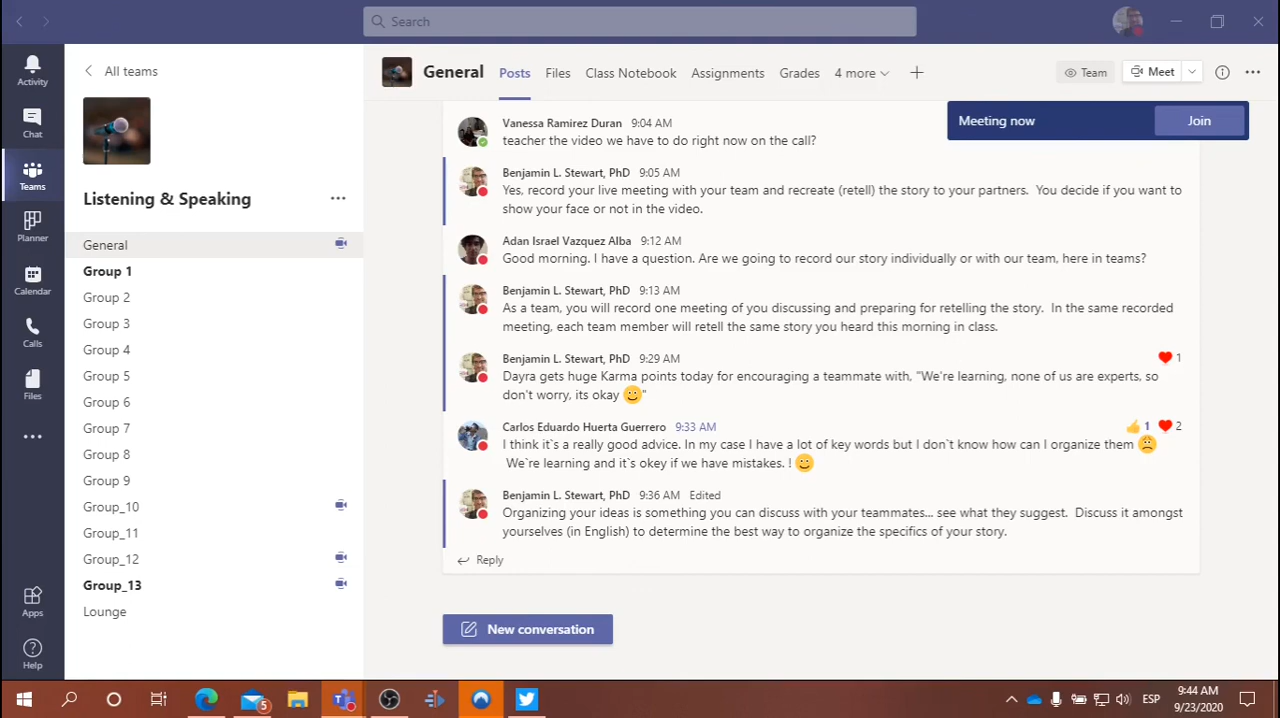 Search
Activity
Chat
Teams
Planner
Calendar
Calls
Files
Apps
Help
All teams
Listening & Speaking
General
Group 1
Group 2
Group 3
Group 4
Group 5
Group 6
Group 7
Group 8
Group 9
Group_10
Group_11
Group_12
Group_13
Lounge
General Posts Files Class Notebook Assignments Grades 4 more Team Meet
Meeting now Join
Vanessa Ramirez Duran 9:04 AM
teacher the video we have to do right now on the call?
Benjamin L. Stewart, PhD 9:05 AM
Yes, record your live meeting with your team and recreate (retell) the story to your partners. You decide if you want to
show your face or not in the video.
Adan Israel Vazquez Alba 9:12 AM
Good morning. I have a question. Are we going to record our story individually or with our team, here in teams?
Benjamin L. Stewart, PhD 9:13 AM
As a team, you will record one meeting of you discussing and preparing for retelling the story. In the same recorded
meeting, each team member will retell the same story you heard this morning in class.
Benjamin L. Stewart, PhD 9:29 AM 1
Dayra gets huge Karma points today for encouraging a teammate with, "We're learning, none of us are experts, so
don't worry, its okay 🙂"
Carlos Eduardo Huerta Guerrero 9:33 AM 1 2
I think it`s a really good advice. In my case I have a lot of key words but I don`t know how can I organize them ☹️
We`re learning and it`s okey if we have mistakes. ! 🙂
Benjamin L. Stewart, PhD 9:36 AM Edited
Organizing your ideas is something you can discuss with your teammates... see what they suggest. Discuss it amongst
yourselves (in English) to determine the best way to organize the specifics of your story.
Reply
New conversation
5
ESP
9:44 AM
9/23/2020